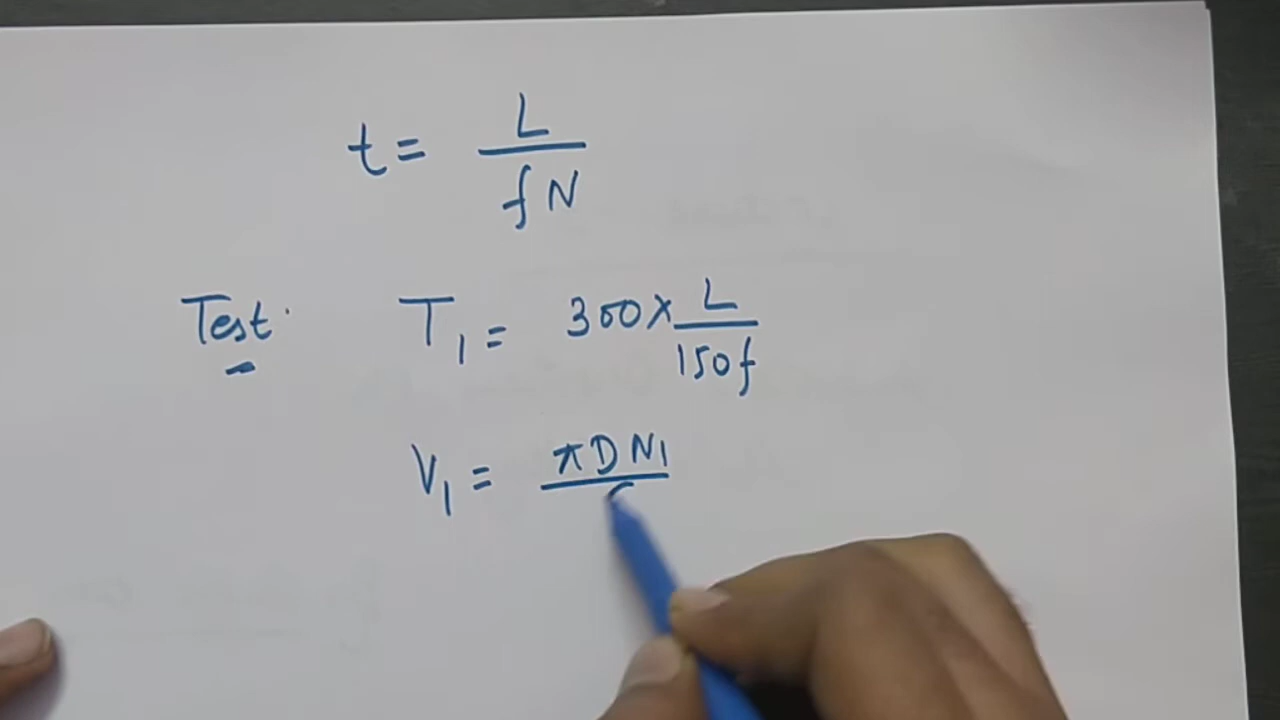 t = L / fN
Test. T₁ = 300 × L / 150f
V₁ = πDN₁ /